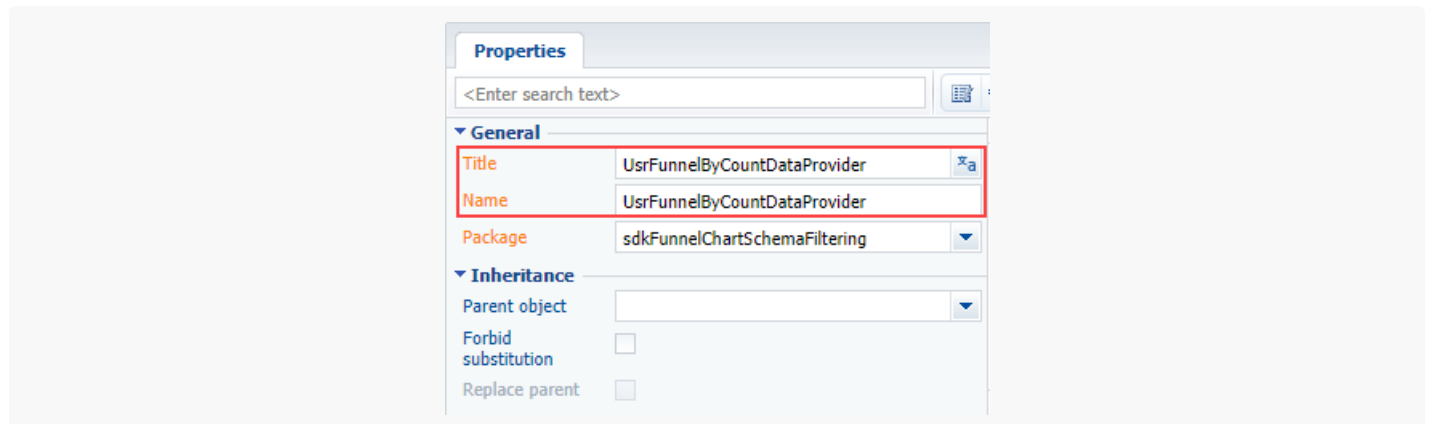 Properties
<Enter search text>
General
Title UsrFunnelByCountDataProvider
Name UsrFunnelByCountDataProvider
Package sdkFunnelChartSchemaFiltering
Inheritance
Parent object
Forbid
substitution
Replace parent